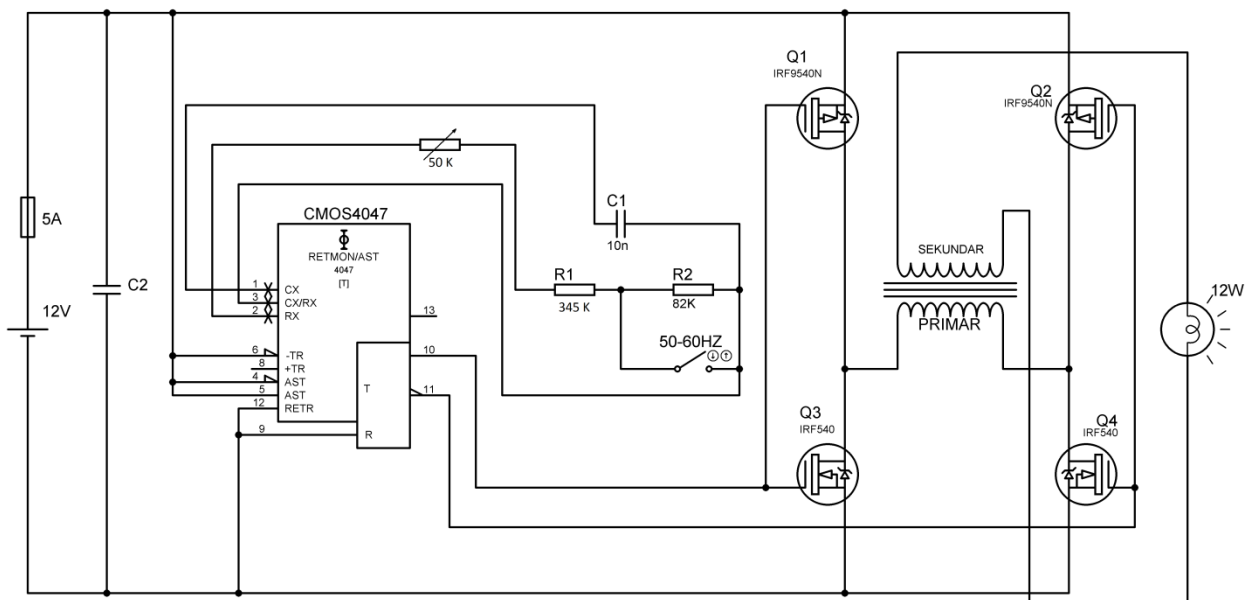 5A
12V
C2
CMOS4047
RETMON/AST
4047
[T]
1
CX
3
CX/RX
2
RX
6
-TR
8
+TR
4
AST
5
AST
12
RETR
9
13
10
11
T
R
50 K
C1
10n
R1
345 K
R2
82K
50-60HZ
Q1
IRF9540N
Q2
IRF9540N
SEKUNDAR
PRIMAR
Q3
IRF540
Q4
IRF540
12W